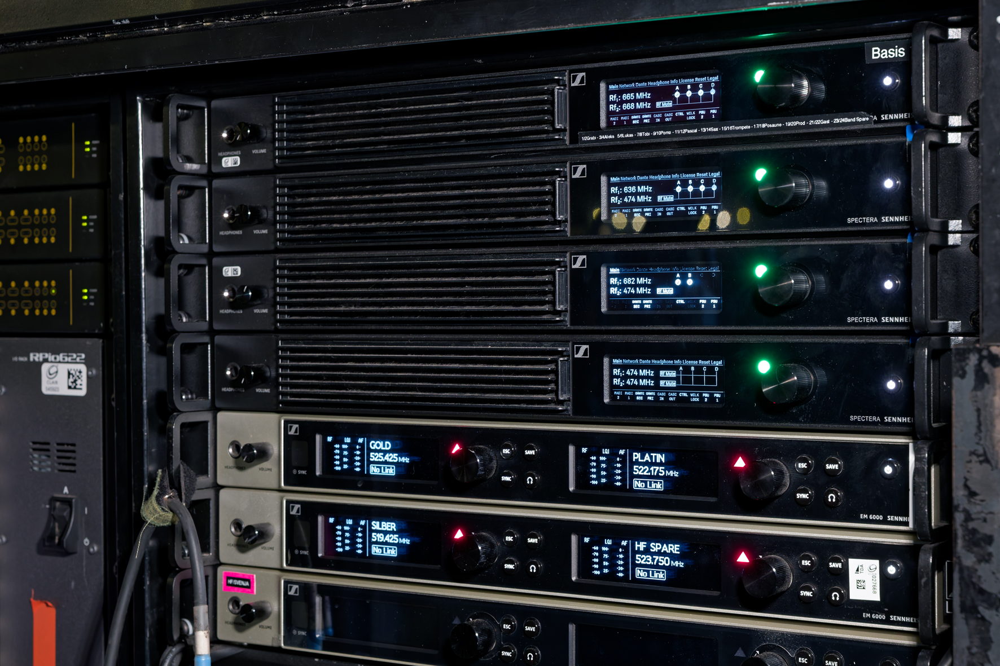 Basis
Main Network Dante Headphone Info License Reset Legal
A B C D
Rf1: 665 MHz
Rf2: 668 MHz Rf Mute
MADI MADI DANTE DANTE CASC CASC CTRL WCLK PSU PSU
2 1 SEC PRI IN OUT LOCK 2 1
HEADPHONES VOLUME
SENNHEIS
1/2Grabi - 3/4Aleks 5/6Lukas - 7/8Tobi - 9/10Pomo - 11/12Pascal - 13/14Sax - 15/16Trompete - 17/18Posaune - 19/20Prod - 21/22Gasl - 23/24Band Spare
Main Network Dante Headphone Info License Reset Legal
A B C D
Rf1: 636 MHz
Rf2: 474 MHz Rf Mute
MADI MADI DANTE DANTE CASC CASC CTRL WCLK PSU PSU
2 1 SEC PRI IN OUT LOCK 2 1
HEADPHONES VOLUME
SPECTERA SENNHEIS
Main Network Dante Headphone Info License Reset Legal
A B C D
Rf1: 682 MHz
Rf2: 474 MHz Rf Mute
DANTE DANTE CTRL PSU PSU
SEC PRI 2 1
HEADPHONES VOLUME
SPECTERA SENNHEIS
Main Network Dante Headphone Info License Reset Legal
A B C D
Rf1: 474 MHz Rf Mute
Rf2: 474 MHz Rf Mute
MADI MADI DANTE DANTE CASC CASC CTRL WCLK PSU PSU
2 1 SEC PRI IN OUT LOCK 2 1
HEADPHONES VOLUME
SPECTERA SENNHEI
I/O RACK RPio622
CLAIR
A
RF LQI AF
GOLD
525.425 MHz
No Link
ESC SAVE
SYNC
RF LQI AF
PLATIN
522.175 MHz
No Link
ESC SAVE
SYNC
HEADPHONES VOLUME
SYNC
EM 6000 SENNH
RF LQI AF
SILBER
519.425 MHz
No Link
ESC SAVE
SYNC
RF LQI AF
HF SPARE
523.750 MHz
No Link
ESC SAVE
SYNC
HEADPHONES VOLUME
SYNC
1027668
EM 6000 SENNHEIS
HF/SVENJA
HEADPHONES VOLUME
SYNC
ESC SAVE
SYNC
ESC SAVE